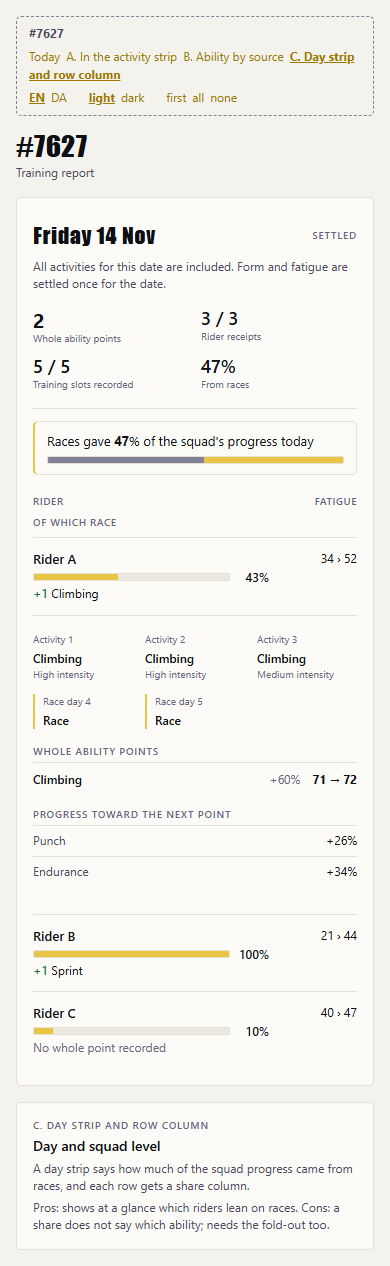 #7627
Today A. In the activity strip B. Ability by source C. Day strip
and row column
EN DA light dark first all none
#7627
Training report
Friday 14 Nov SETTLED
All activities for this date are included. Form and fatigue are
settled once for the date.
2 3 / 3
Whole ability points Rider receipts
5 / 5 47%
Training slots recorded From races
Races gave 47% of the squad's progress today
RIDER FATIGUE
OF WHICH RACE
Rider A 34 › 52
43%
+1 Climbing
Activity 1 Activity 2 Activity 3
Climbing Climbing Climbing
High intensity High intensity Medium intensity
Race day 4 Race day 5
Race Race
WHOLE ABILITY POINTS
Climbing +60% 71 → 72
PROGRESS TOWARD THE NEXT POINT
Punch +26%
Endurance +34%
Rider B 21 › 44
100%
+1 Sprint
Rider C 40 › 47
10%
No whole point recorded
C. DAY STRIP AND ROW COLUMN
Day and squad level
A day strip says how much of the squad progress came from
races, and each row gets a share column.
Pros: shows at a glance which riders lean on races. Cons: a
share does not say which ability; needs the fold-out too.